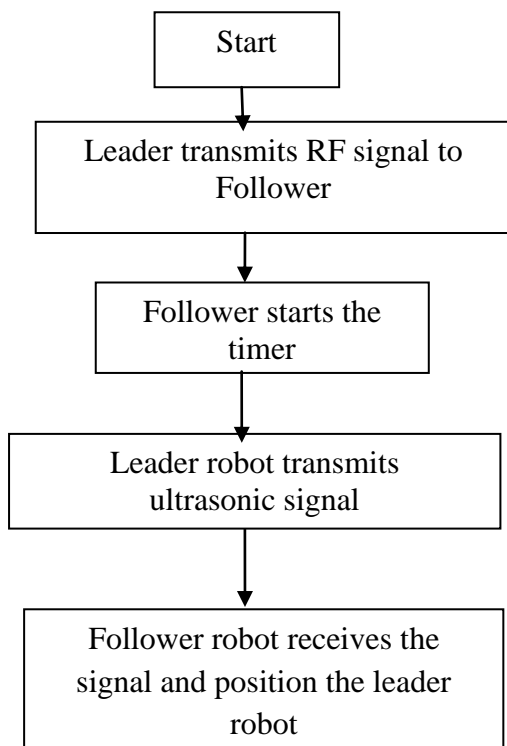 Start
Leader transmits RF signal to
Follower
Follower starts the
timer
Leader robot transmits
ultrasonic signal
Follower robot receives the
signal and position the leader
robot